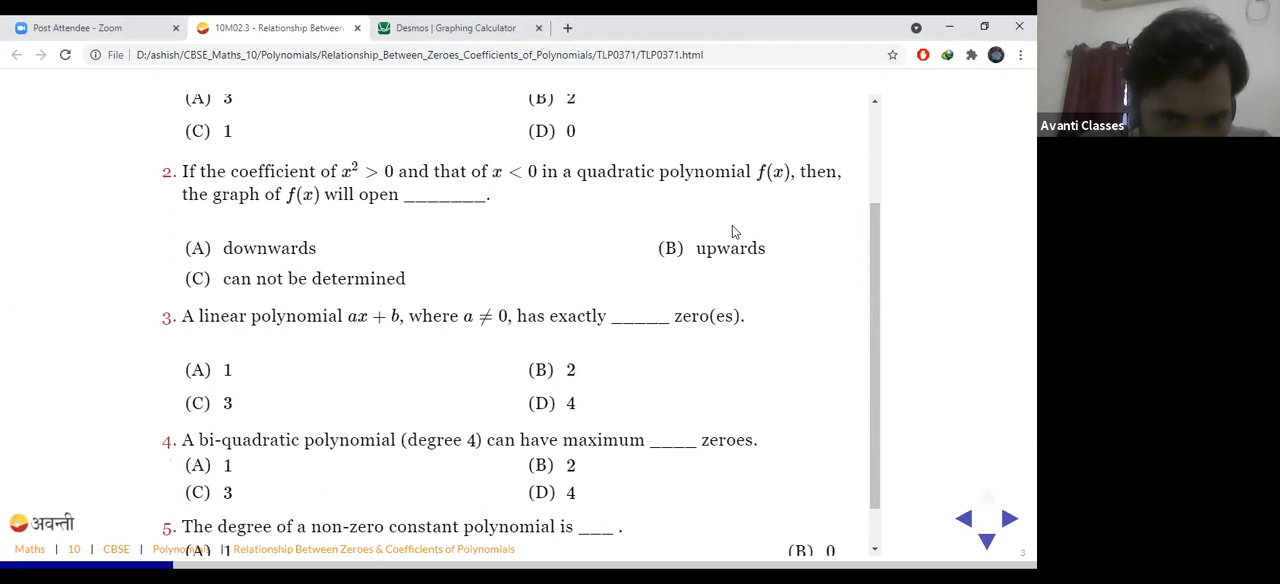 Post Attendee - Zoom
10M02.3 - Relationship Between
Desmos | Graphing Calculator
File | D:/ashish/CBSE_Maths_10/Polynomials/Relationship_Between_Zeroes_Coefficients_of_Polynomials/TLP0371/TLP0371.html
Avanti Classes
(A) 3 (B) 2
(C) 1 (D) 0
2. If the coefficient of x² > 0 and that of x < 0 in a quadratic polynomial f(x), then,
the graph of f(x) will open _______.
(A) downwards (B) upwards
(C) can not be determined
3. A linear polynomial ax + b, where a ≠ 0, has exactly _____ zero(es).
(A) 1 (B) 2
(C) 3 (D) 4
4. A bi-quadratic polynomial (degree 4) can have maximum ____ zeroes.
(A) 1 (B) 2
(C) 3 (D) 4
अवन्ती
5. The degree of a non-zero constant polynomial is ___ .
(A) 1 (B) 0
Maths | 10 | CBSE | Polynomials | Relationship Between Zeroes & Coefficients of Polynomials
3